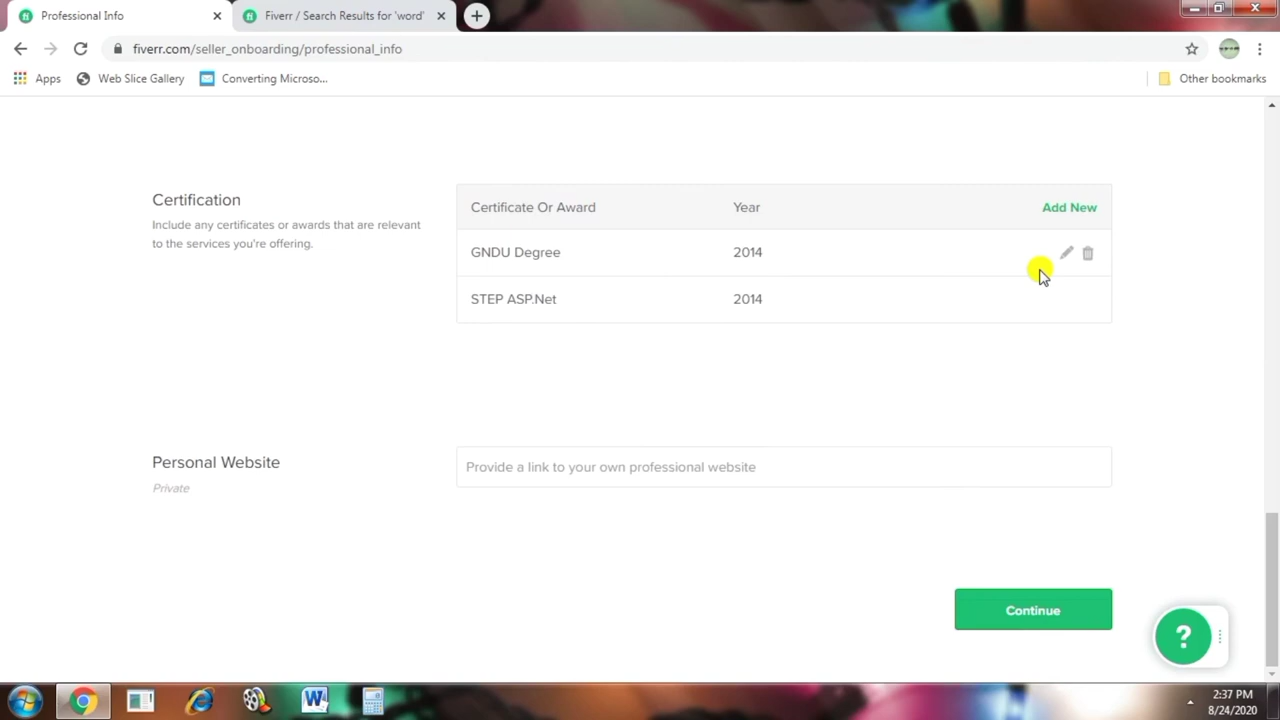 Professional Info
Fiverr / Search Results for 'word'
fiverr.com/seller_onboarding/professional_info
Apps
Web Slice Gallery
Converting Microso...
Other bookmarks
Certification
Include any certificates or awards that are relevant
to the services you're offering.
Certificate Or Award
Year
Add New
GNDU Degree
2014
STEP ASP.Net
2014
Personal Website
Private
Provide a link to your own professional website
Continue
?
2:37 PM
8/24/2020